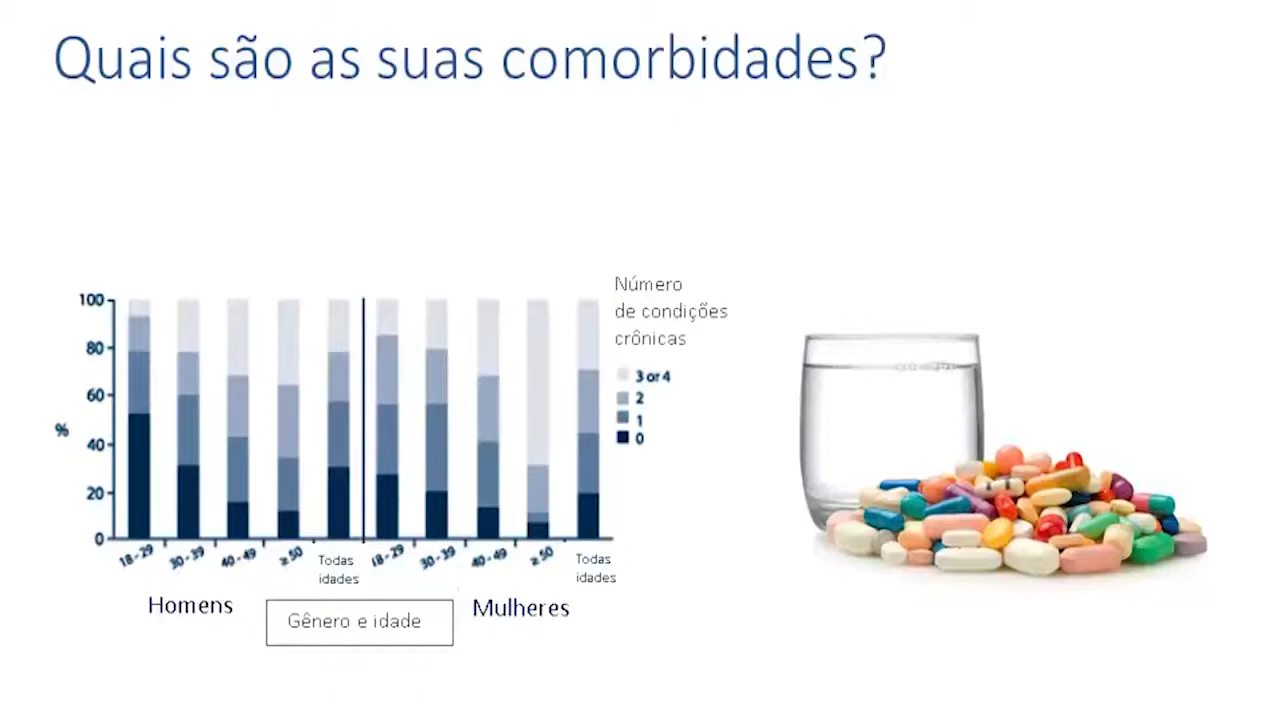 Quais são as suas comorbidades?
Número
de condições
crônicas
3 or 4
2
1
0
%
100
80
60
40
20
0
18 - 29
30 - 39
40 - 49
≥ 50
Todas
idades
18 - 29
30 - 39
40 - 49
≥ 50
Todas
idades
Homens
Gênero e idade
Mulheres